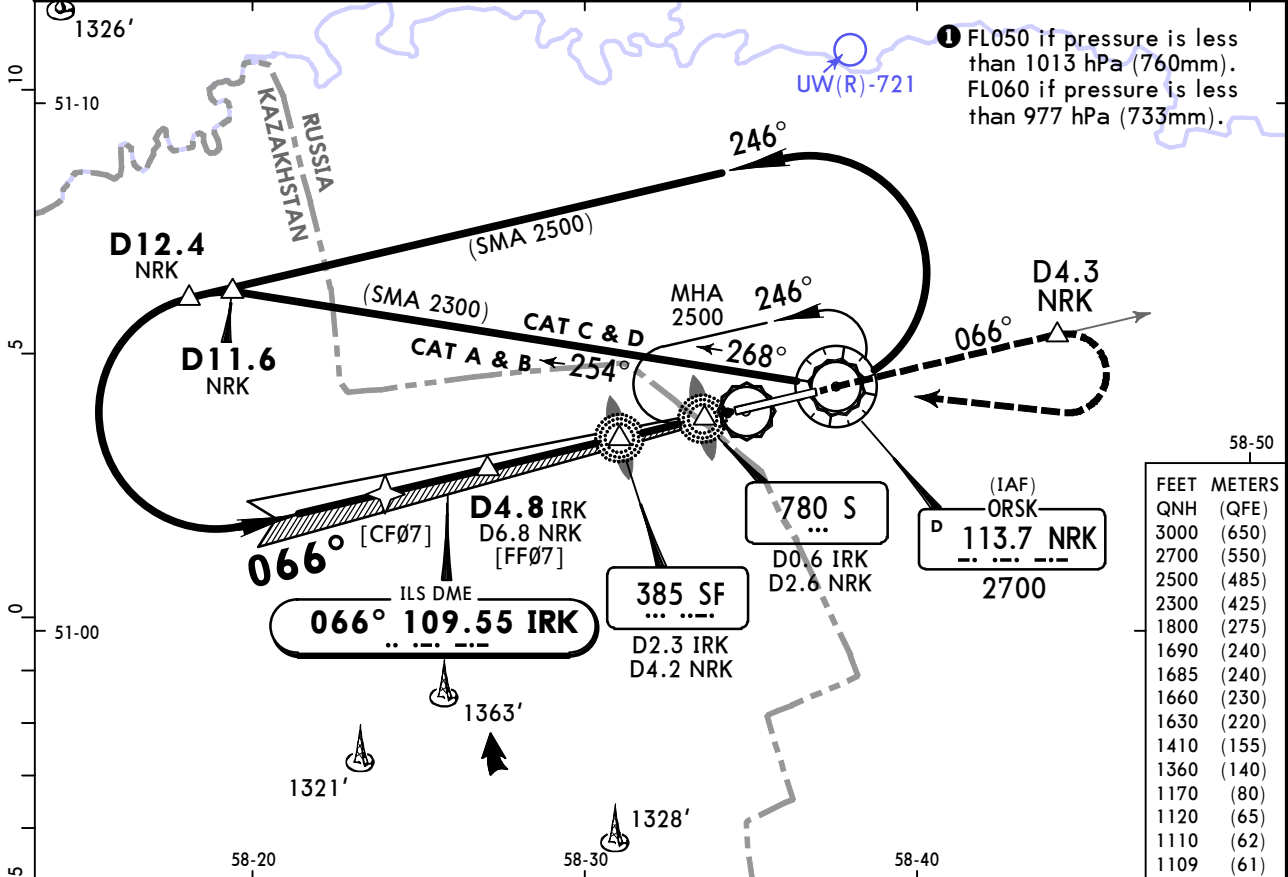 1326'
❶ FL050 if pressure is less
than 1013 hPa (760mm).
FL060 if pressure is less
than 977 hPa (733mm).
UW(R)-721
10
51-10
RUSSIA
KAZAKHSTAN
246°
(SMA 2500)
D12.4
NRK
D11.6
NRK
(SMA 2300)
CAT C & D
CAT A & B
254°
268°
MHA
2500
246°
D4.3
NRK
066°
5
58-50
066°
[CFØ7]
D4.8 IRK
D6.8 NRK
[FFØ7]
780 S
D0.6 IRK
D2.6 NRK
(IAF)
ORSK
D 113.7 NRK
2700
ILS DME
066° 109.55 IRK
385 SF
D2.3 IRK
D4.2 NRK
0
51-00
1363'
1321'
1328'
5
58-20
58-30
58-40
FEET METERS
QNH (QFE)
3000 (650)
2700 (550)
2500 (485)
2300 (425)
1800 (275)
1690 (240)
1685 (240)
1660 (230)
1630 (220)
1410 (155)
1360 (140)
1170 (80)
1120 (65)
1110 (62)
1109 (61)